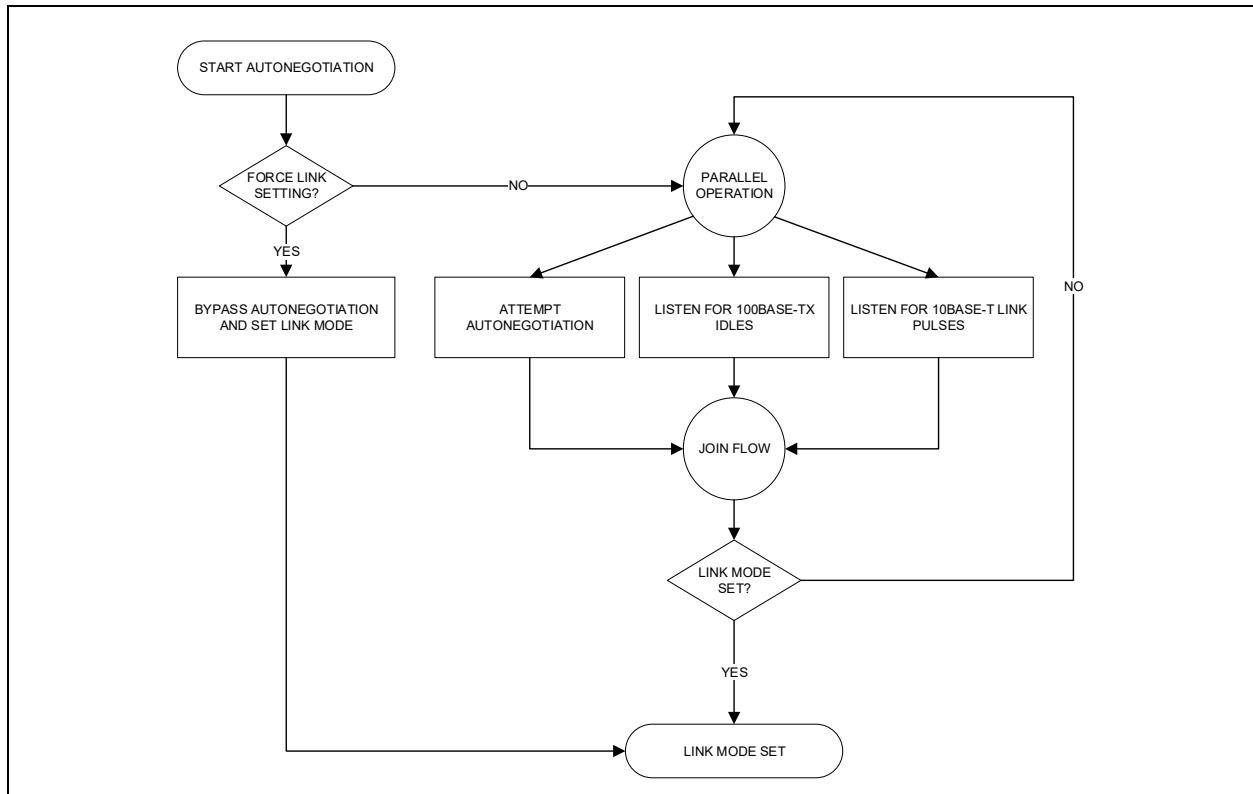 START AUTONEGOTIATION
FORCE LINK
SETTING?
NO
PARALLEL
OPERATION
YES
NO
BYPASS AUTONEGOTIATION
AND SET LINK MODE
ATTEMPT
AUTONEGOTIATION
LISTEN FOR 100BASE-TX
IDLES
LISTEN FOR 10BASE-T LINK
PULSES
JOIN FLOW
LINK MODE
SET?
YES
LINK MODE SET